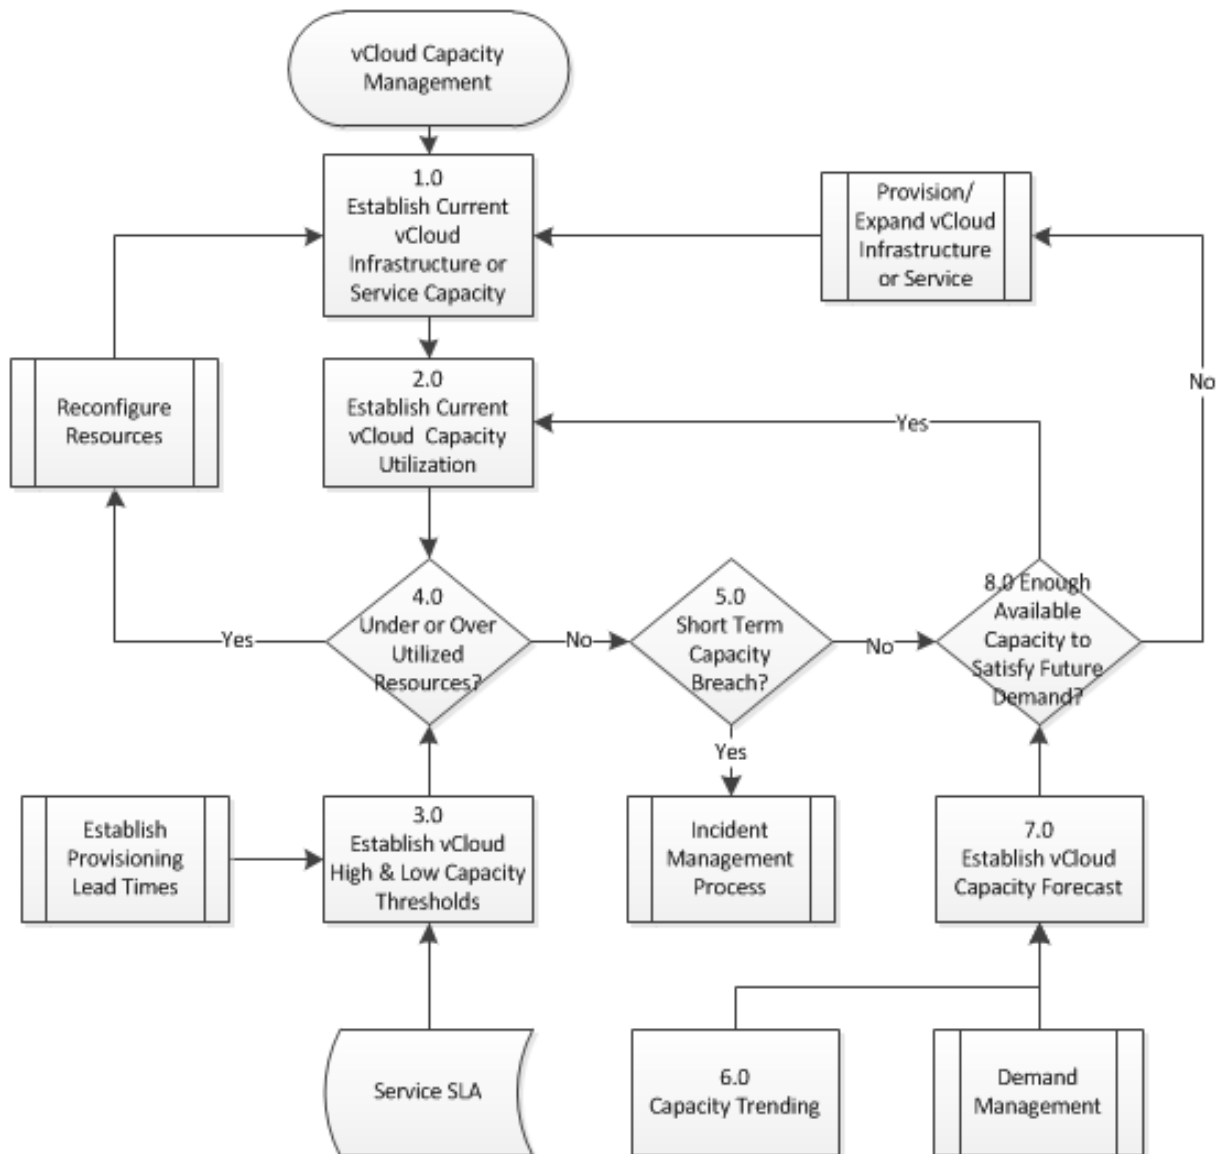 vCloud Capacity
Management
1.0
Establish Current
vCloud
Infrastructure or
Service Capacity
Provision/
Expand vCloud
Infrastructure
or Service
Reconfigure
Resources
2.0
Establish Current
vCloud Capacity
Utilization
Yes
No
4.0
Under or Over
Utilized
Resources?
5.0
Short Term
Capacity
Breach?
8.0 Enough
Available
Capacity to
Satisfy Future
Demand?
Yes
No
No
Yes
Establish
Provisioning
Lead Times
3.0
Establish vCloud
High & Low Capacity
Thresholds
Incident
Management
Process
7.0
Establish vCloud
Capacity Forecast
Service SLA
6.0
Capacity Trending
Demand
Management